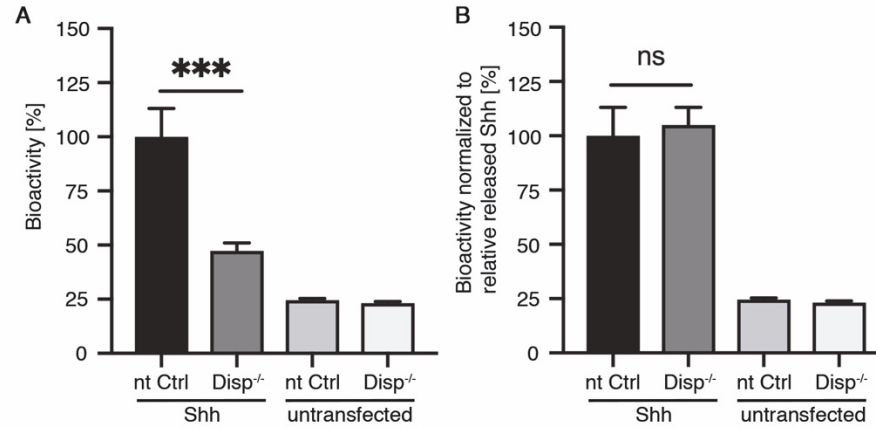 A
150
125
100
75
50
25
0
Bioactivity [%]
***
nt Ctrl Disp-/- nt Ctrl Disp-/-
Shh untransfected
B
150
125
100
75
50
25
0
Bioactivity normalized to
relative released Shh [%]
ns
nt Ctrl Disp-/- nt Ctrl Disp-/-
Shh untransfected